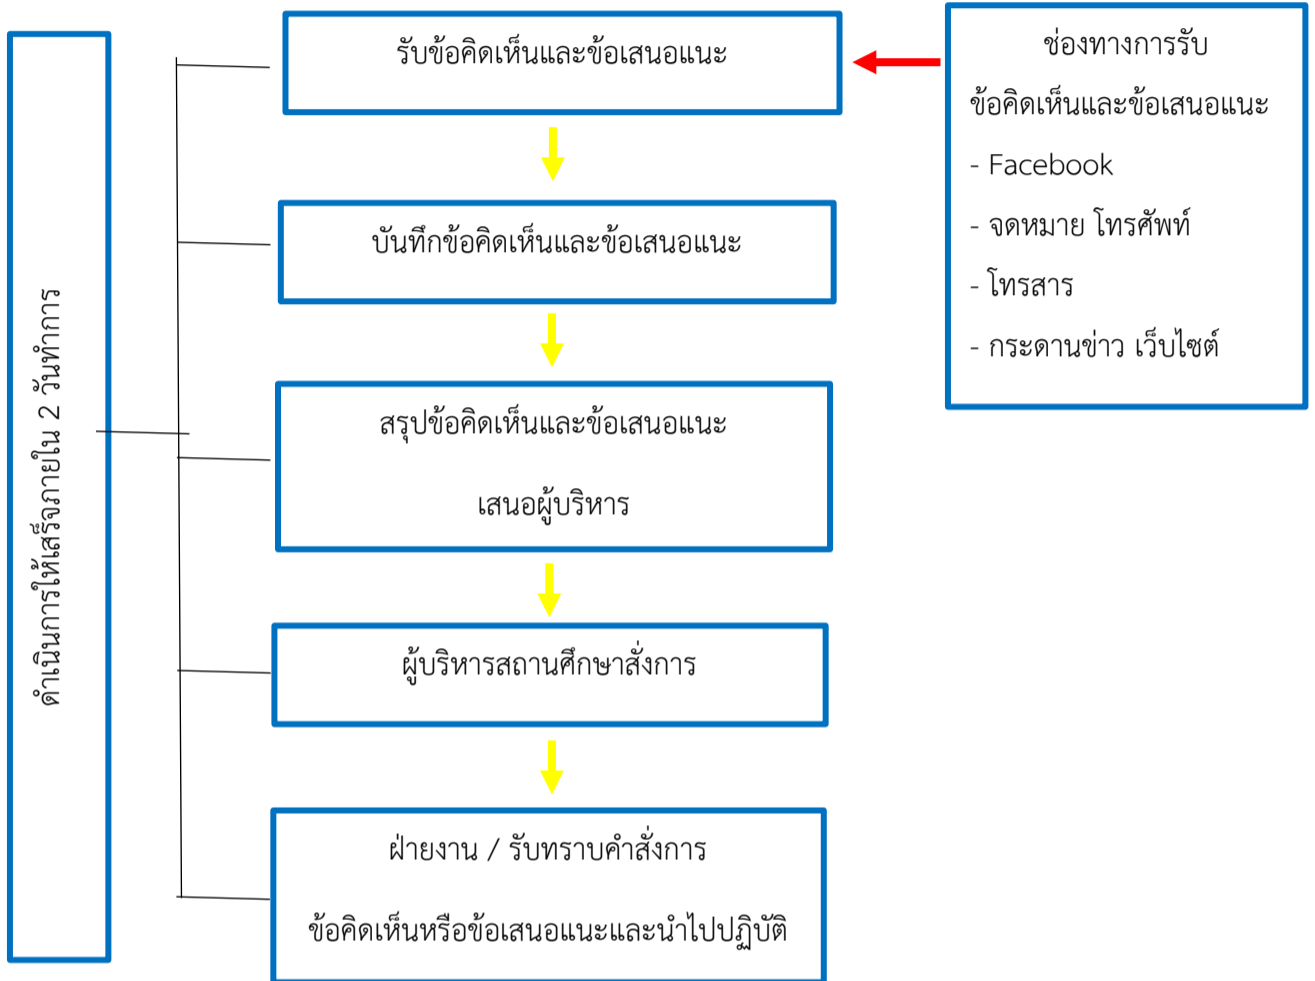 ดำเนินการให้เสร็จภายใน 2 วันทำการ
รับข้อคิดเห็นและข้อเสนอแนะ
บันทึกข้อคิดเห็นและข้อเสนอแนะ
สรุปข้อคิดเห็นและข้อเสนอแนะ
เสนอผู้บริหาร
ผู้บริหารสถานศึกษาสั่งการ
ฝ่ายงาน / รับทราบคำสั่งการ
ข้อคิดเห็นหรือข้อเสนอแนะและนำไปปฏิบัติ
ช่องทางการรับ
ข้อคิดเห็นและข้อเสนอแนะ
- Facebook
- จดหมาย โทรศัพท์
- โทรสาร
- กระดานข่าว เว็บไซต์